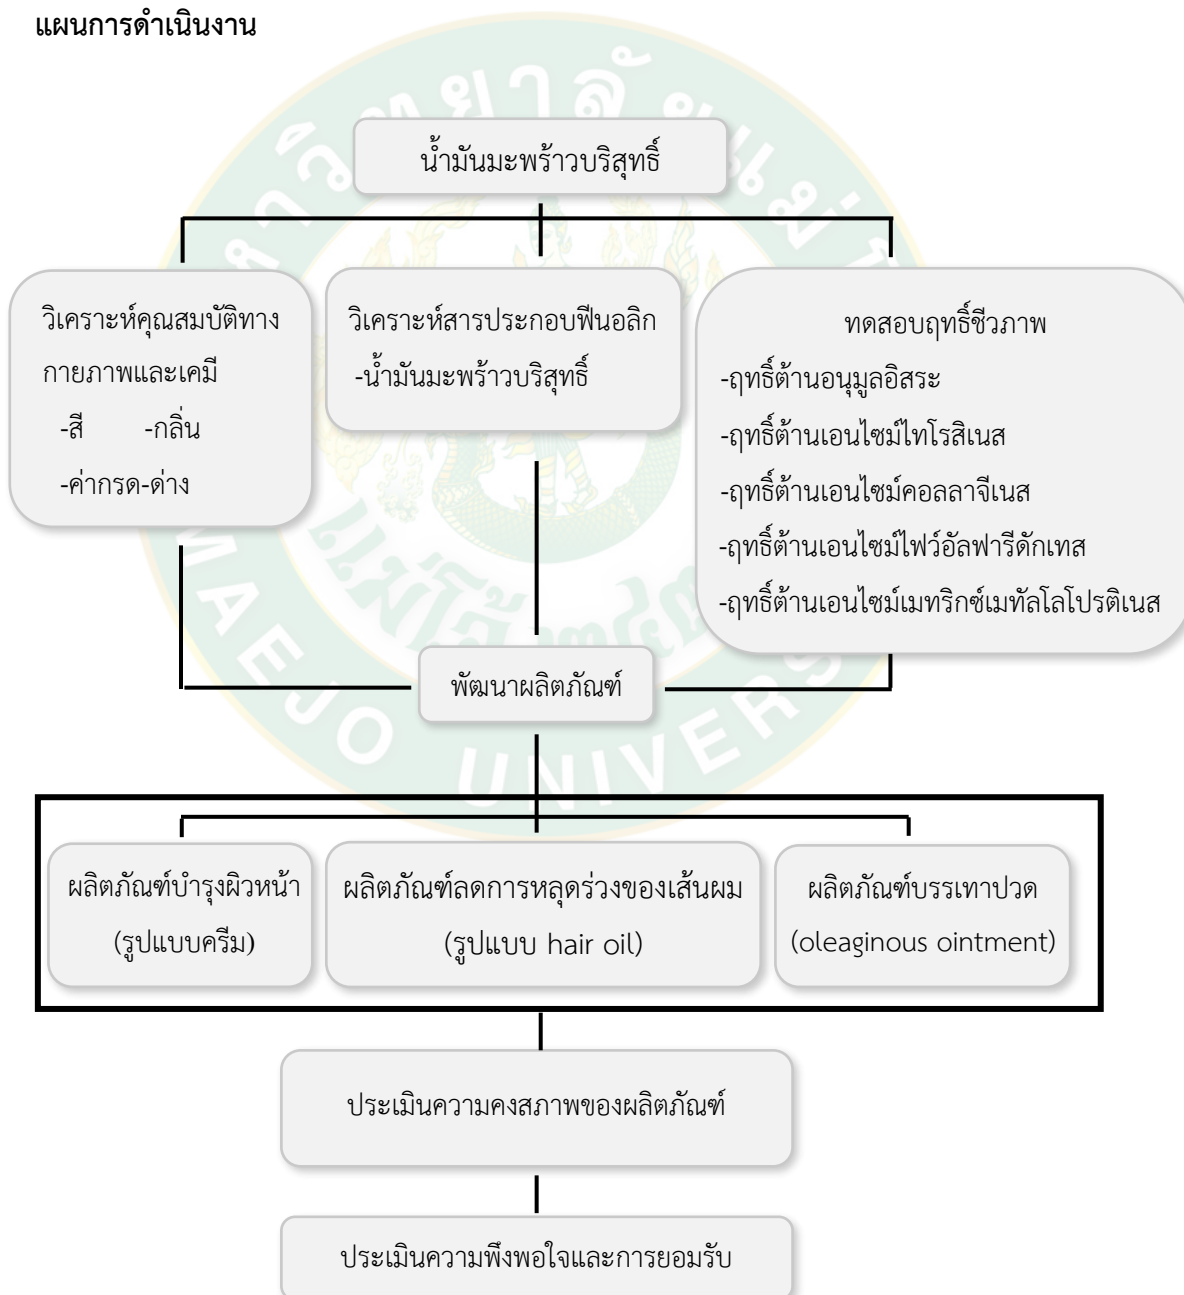 แผนการดำเนินงาน
น้ำมันมะพร้าวบริสุทธิ์
วิเคราะห์คุณสมบัติทาง
กายภาพและเคมี
-สี -กลิ่น
-ค่ากรด-ด่าง
วิเคราะห์สารประกอบฟีนอลิก
-น้ำมันมะพร้าวบริสุทธิ์
ทดสอบฤทธิ์ชีวภาพ
-ฤทธิ์ต้านอนุมูลอิสระ
-ฤทธิ์ต้านเอนไซม์ไทโรสิเนส
-ฤทธิ์ต้านเอนไซม์คอลลาจีเนส
-ฤทธิ์ต้านเอนไซม์ไฟว์อัลฟารีดักเทส
-ฤทธิ์ต้านเอนไซม์เมทริกซ์เมทัลโลโปรติเนส
พัฒนาผลิตภัณฑ์
ผลิตภัณฑ์บำรุงผิวหน้า
(รูปแบบครีม)
ผลิตภัณฑ์ลดการหลุดร่วงของเส้นผม
(รูปแบบ hair oil)
ผลิตภัณฑ์บรรเทาปวด
(oleaginous ointment)
ประเมินความคงสภาพของผลิตภัณฑ์
ประเมินความพึงพอใจและการยอมรับ
MAEJO UNIVERS